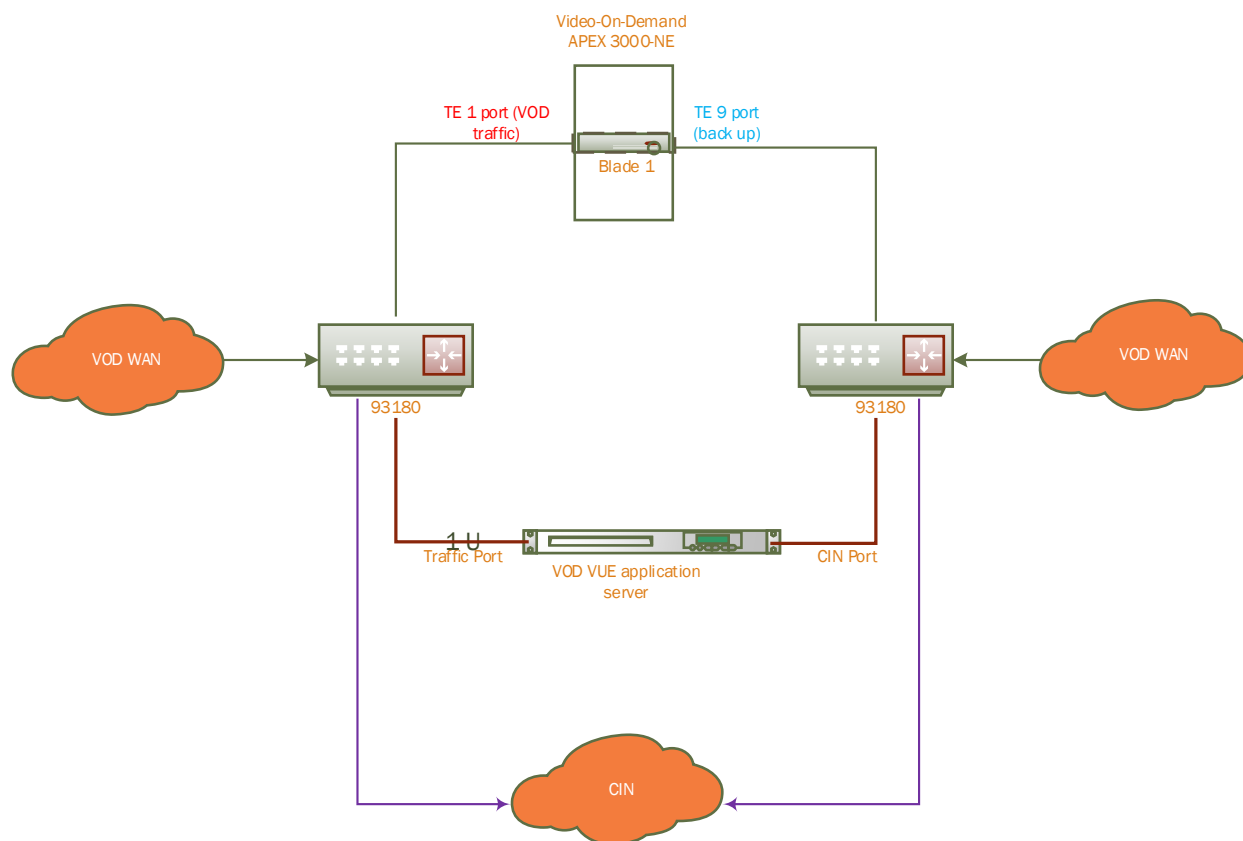 Video-On-Demand
APEX 3000-NE
TE 1 port (VOD
traffic)
TE 9 port
(back up)
Blade 1
VOD WAN
VOD WAN
93180
93180
1 U
Traffic Port
CIN Port
VOD VUE application
server
CIN